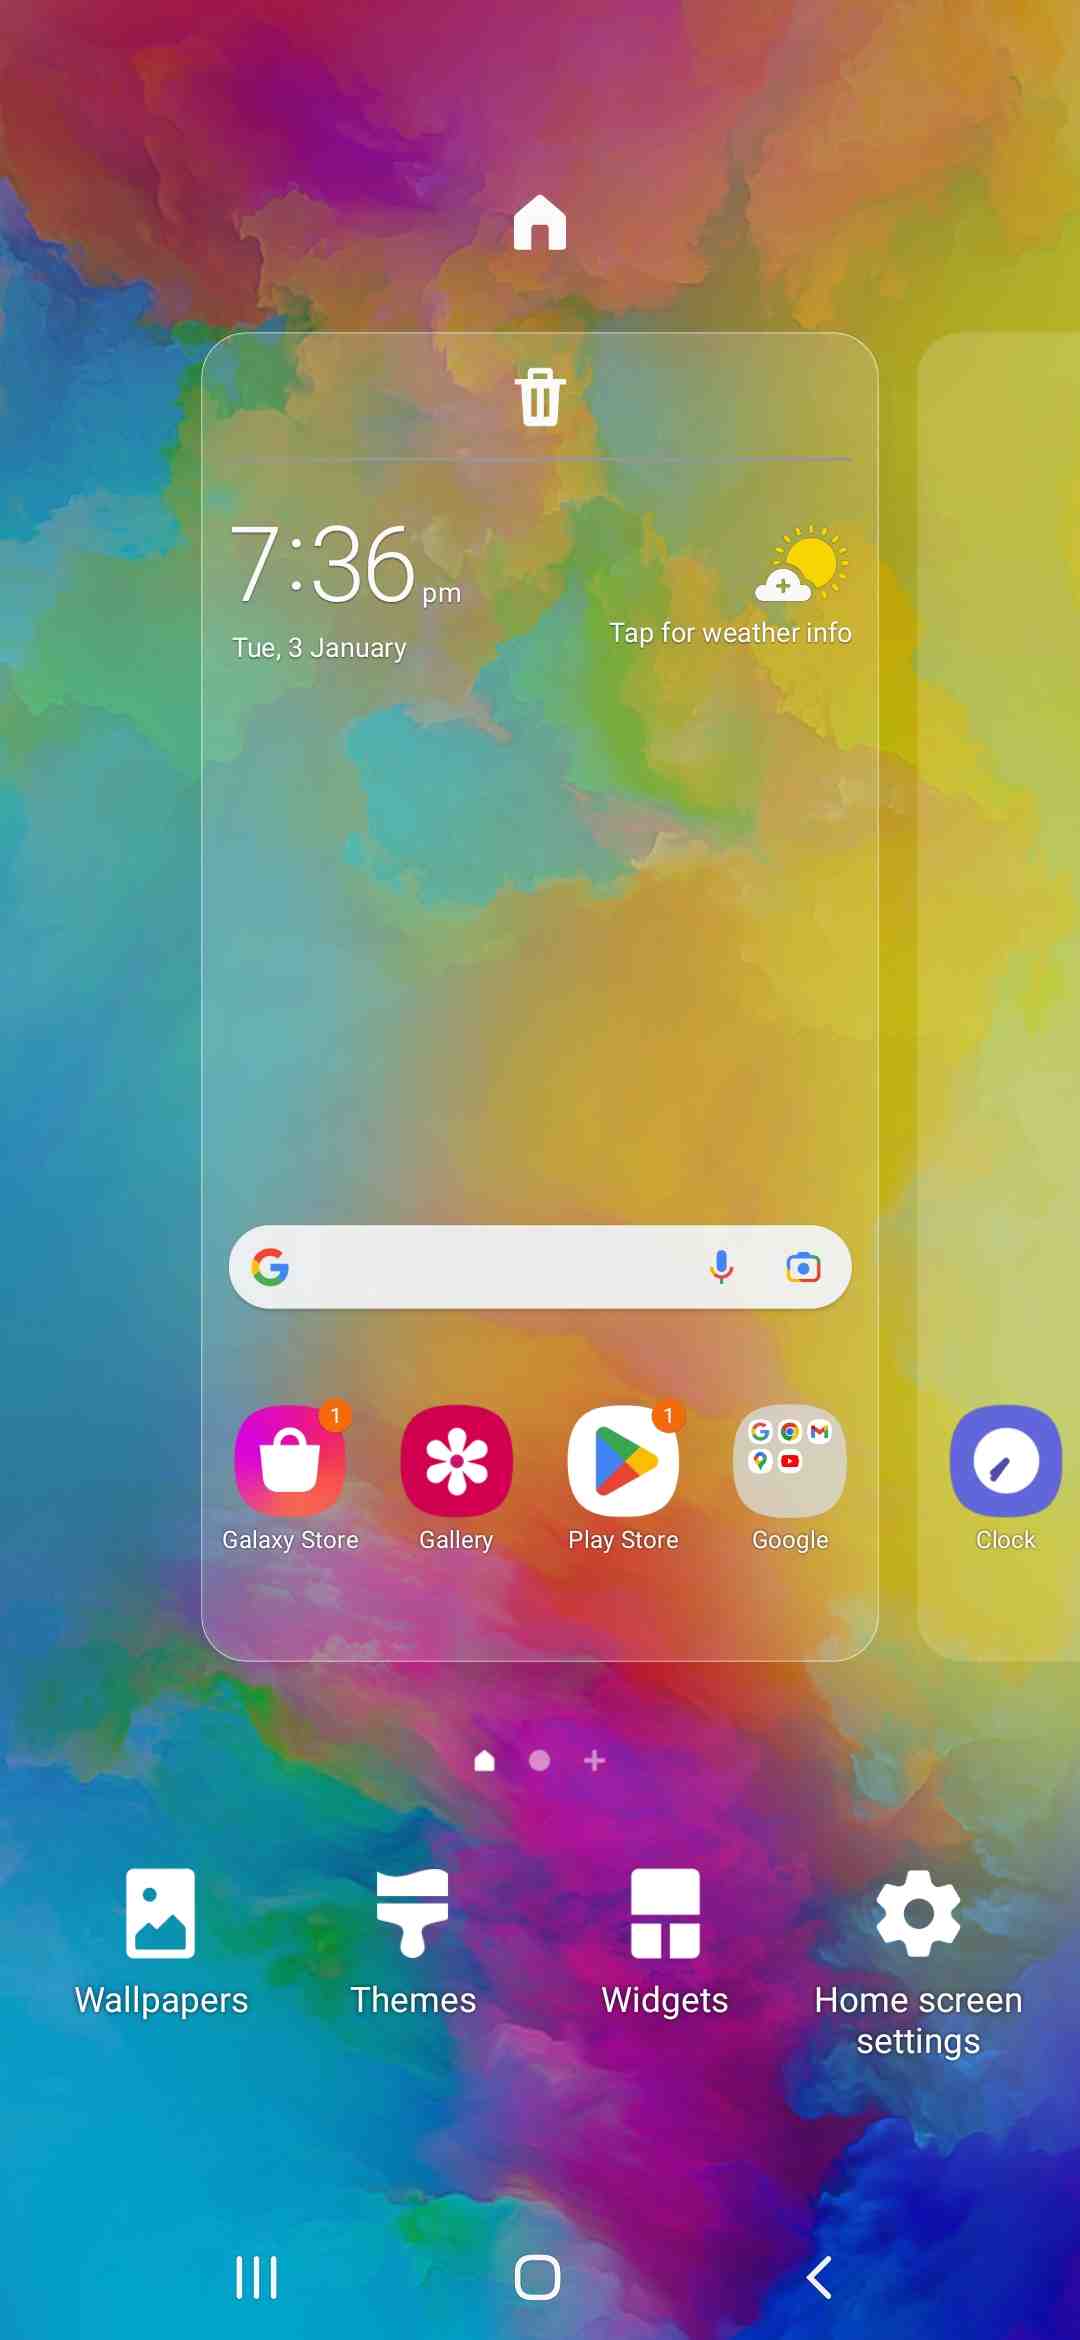 7:36 pm
Tue, 3 January
Tap for weather info
1
1
Galaxy Store
Gallery
Play Store
Google
Clock
Wallpapers
Themes
Widgets
Home screen
settings